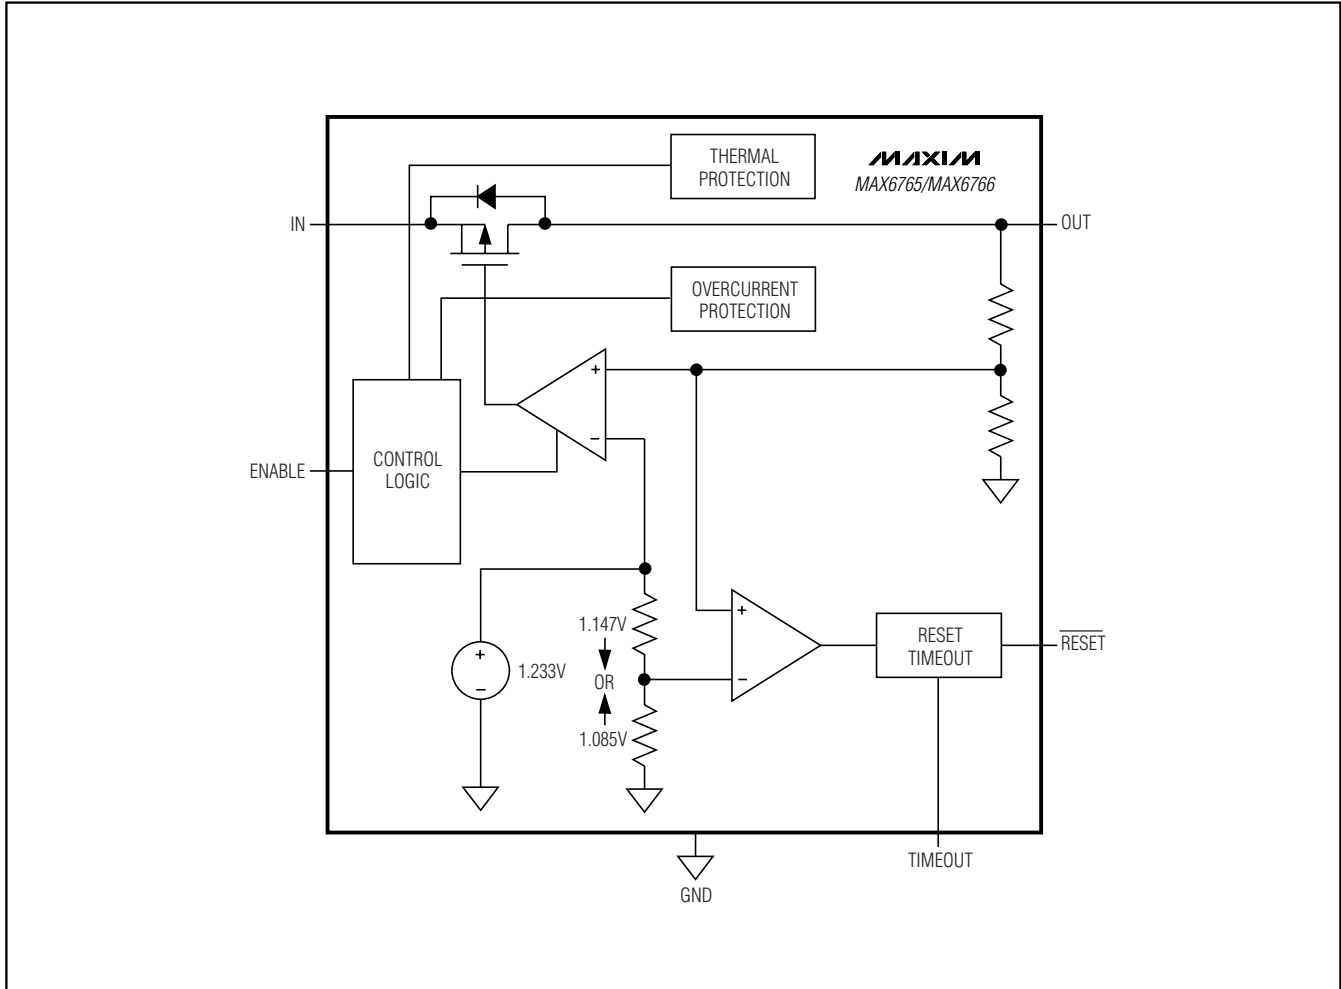 THERMAL
PROTECTION
MAXIM
MAX6765/MAX6766
IN
OUT
OVERCURRENT
PROTECTION
+
−
ENABLE
CONTROL
LOGIC
1.147V
+
RESET
TIMEOUT
RESET
+
−
1.233V
OR
−
1.085V
TIMEOUT
GND